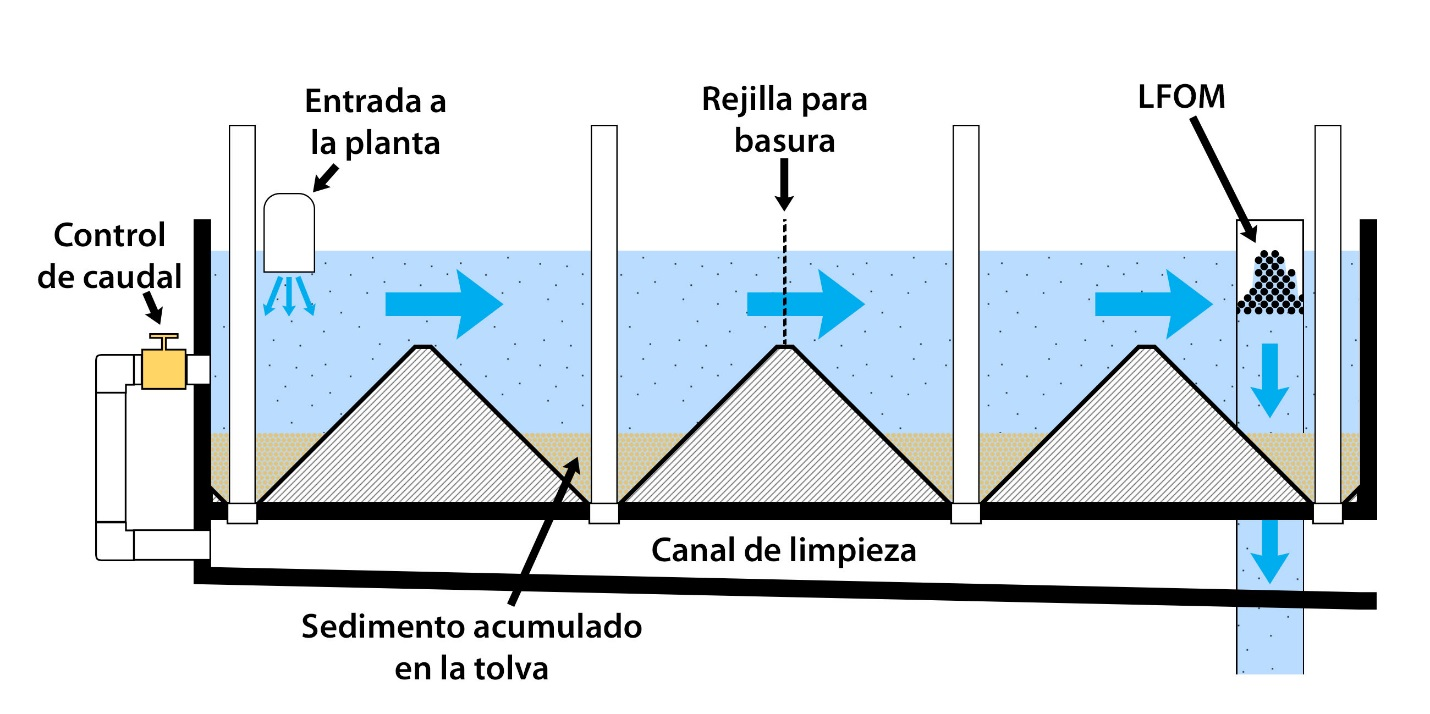 Entrada a
la planta
Rejilla para
basura
LFOM
Control
de caudal
Canal de limpieza
Sedimento acumulado
en la tolva